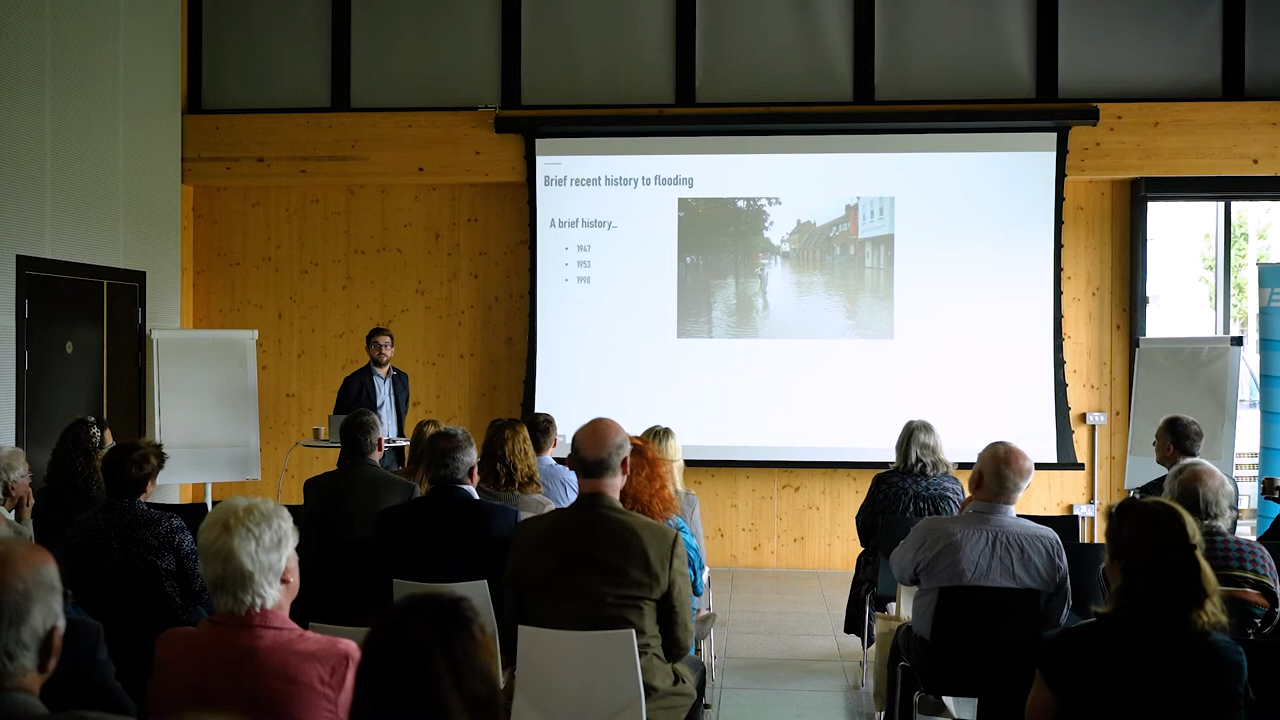 Brief recent history to flooding
A brief history...
• 1947
• 1953
• 1998